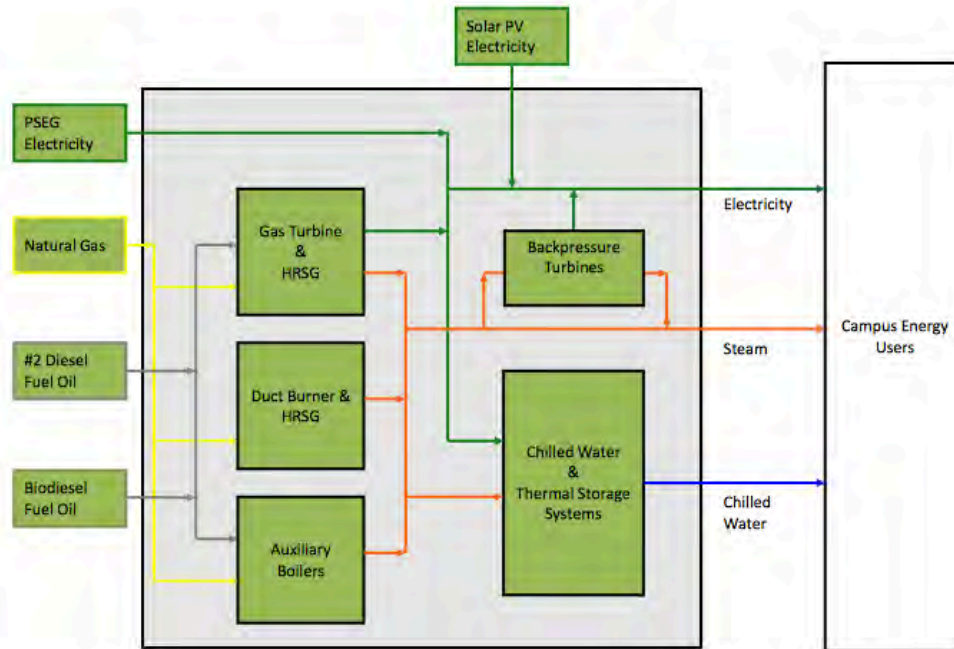 Solar PV
Electricity
PSEG
Electricity
Natural Gas
#2 Diesel
Fuel Oil
Biodiesel
Fuel Oil
Gas Turbine
&
HRSG
Duct Burner &
HRSG
Auxiliary
Boilers
Backpressure
Turbines
Chilled Water
&
Thermal Storage
Systems
Electricity
Steam
Chilled
Water
Campus Energy
Users